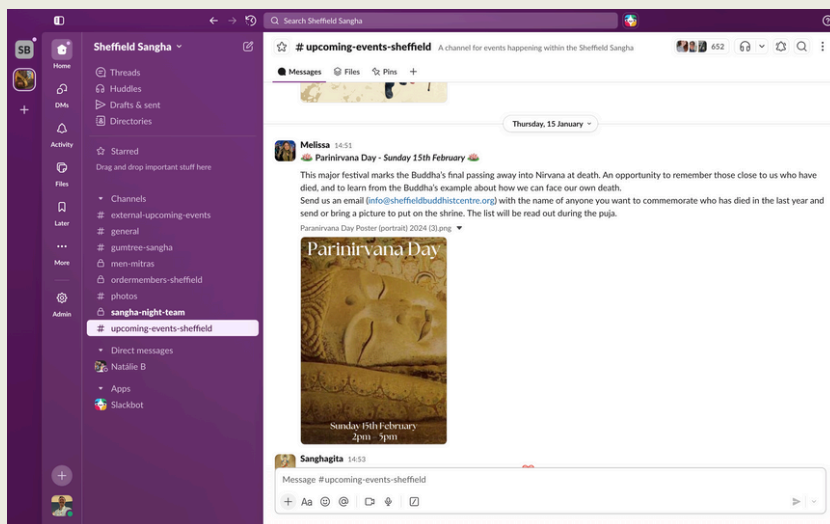 Search Sheffield Sangha
SB
Home
DMs
Activity
Files
Later
More
Admin
Sheffield Sangha
Threads
Huddles
Drafts & sent
Directories
Starred
Drag and drop important stuff here
Channels
# external-upcoming-events
# general
# gumtree-sangha
men-mitras
ordermembers-sheffield
# photos
sangha-night-team
# upcoming-events-sheffield
Direct messages
Natálie B
Apps
Slackbot
# upcoming-events-sheffield A channel for events happening within the Sheffield Sangha
652
Messages Files Pins
Thursday, 15 January
Melissa 14:51
Parinirvana Day - Sunday 15th February
This major festival marks the Buddha's final passing away into Nirvana at death. An opportunity to remember those close to us who have
died, and to learn from the Buddha's example about how we can face our own death.
Send us an email (info@sheffieldbuddhistcentre.org) with the name of anyone you want to commemorate who has died in the last year and
send or bring a picture to put on the shrine. The list will be read out during the puja.
Paranirvana Day Poster (portrait) 2024 (3).png
Parinirvana Day
Sunday 15th February
2pm – 5pm
Sanghagita 14:53
Message #upcoming-events-sheffield
Aa